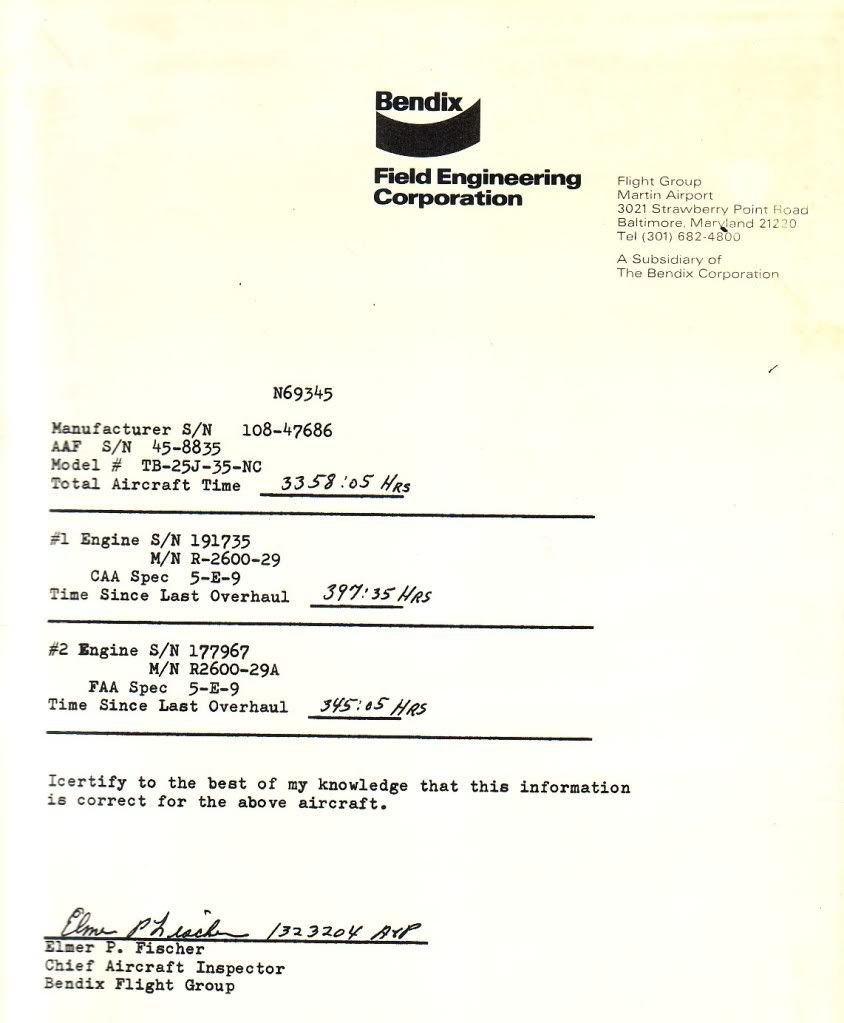 Bendix
Field Engineering
Corporation
Flight Group
Martin Airport
3021 Strawberry Point Road
Baltimore, Maryland 21220
Tel (301) 682-4800
A Subsidiary of
The Bendix Corporation
N69345
Manufacturer S/N 108-47686
AAF S/N 45-8835
Model # TB-25J-35-NC
Total Aircraft Time 3358:05 HRS
#1 Engine S/N 191735
M/N R-2600-29
CAA Spec 5-E-9
Time Since Last Overhaul 397:35 HRS
#2 Engine S/N 177967
M/N R2600-29A
FAA Spec 5-E-9
Time Since Last Overhaul 345:05 HRS
Icertify to the best of my knowledge that this information
is correct for the above aircraft.
Elmer P Fischer 1323204 A&P
Elmer P. Fischer
Chief Aircraft Inspector
Bendix Flight Group